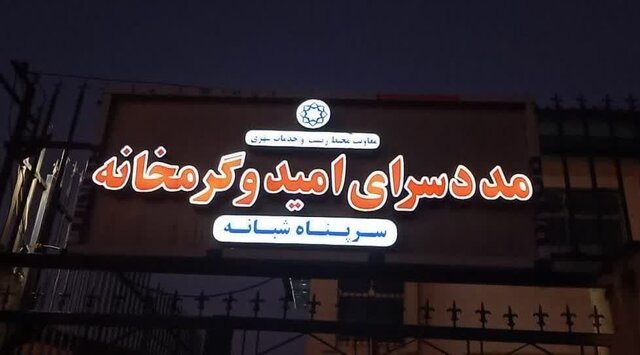 معاونت محیط زیست و خدمات شهری
مددسرای امید و گرمخانه
سرپناه شبانه